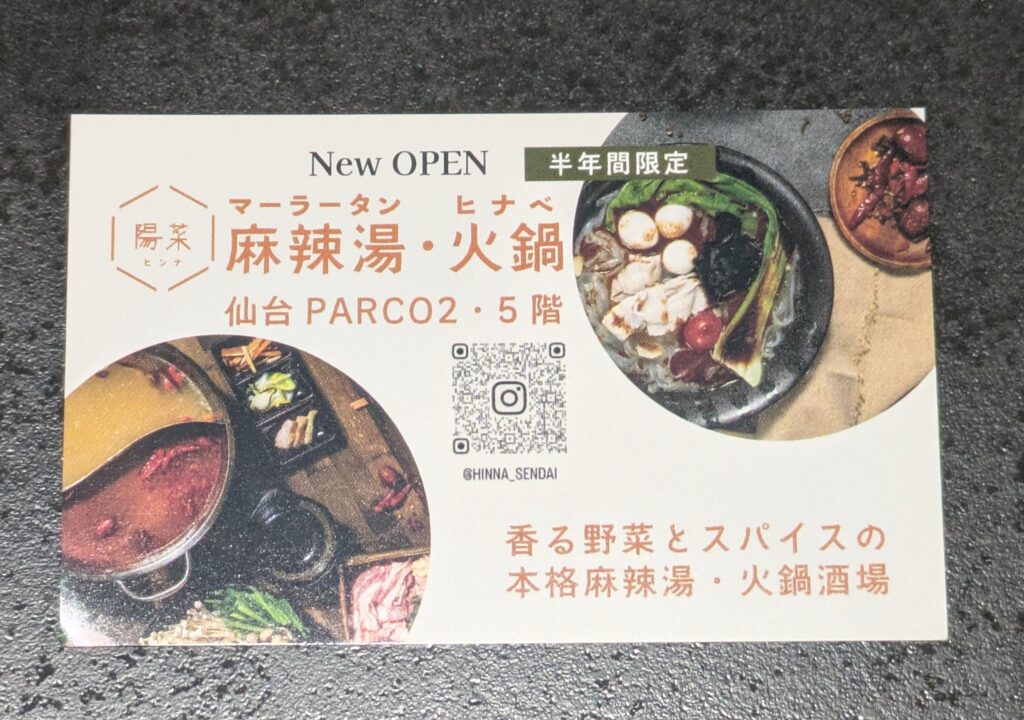 New OPEN
半年間限定
陽菜
ヒンナ
マーラータン ヒナベ
麻辣湯・火鍋
仙台 PARCO2・5階
@HINNA_SENDAI
香る野菜とスパイスの
本格麻辣湯・火鍋酒場